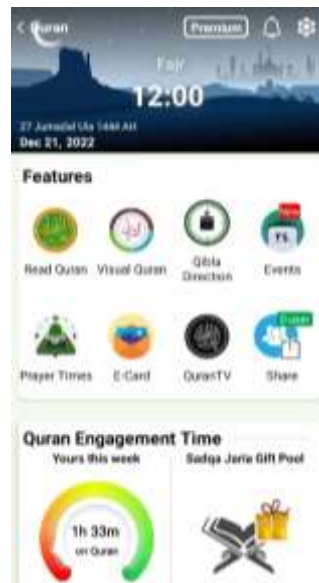 Quran
Premium
Fajr
12:00
27 Jumadal Ula 1444 AH
Dec 21, 2022
Features
Read Quran
Visual Quran
Qibla
Direction
Events
Prayer Times
E-Card
QuranTV
Share
Quran Engagement Time
Yours this week
Sadqa Jaria Gift Pool
1h 33m
on Quran